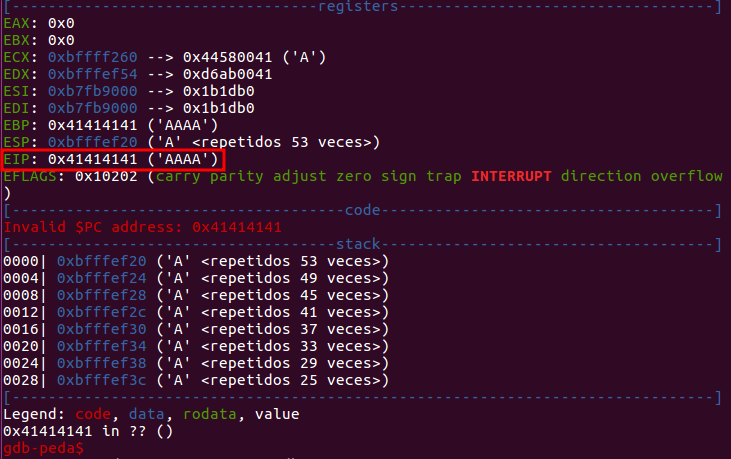 [----------------------------------registers-----------------------------------]
EAX: 0x0
EBX: 0x0
ECX: 0xbffff260 --> 0x44580041 ('A')
EDX: 0xbfffef54 --> 0xd6ab0041
ESI: 0xb7fb9000 --> 0x1b1db0
EDI: 0xb7fb9000 --> 0x1b1db0
EBP: 0x41414141 ('AAAA')
ESP: 0xbfffef20 ('A' <repetidos 53 veces>)
EIP: 0x41414141 ('AAAA')
EFLAGS: 0x10202 (carry parity adjust zero sign trap INTERRUPT direction overflow
)
[-------------------------------------code-------------------------------------]
Invalid $PC address: 0x41414141
[------------------------------------stack-------------------------------------]
0000| 0xbfffef20 ('A' <repetidos 53 veces>)
0004| 0xbfffef24 ('A' <repetidos 49 veces>)
0008| 0xbfffef28 ('A' <repetidos 45 veces>)
0012| 0xbfffef2c ('A' <repetidos 41 veces>)
0016| 0xbfffef30 ('A' <repetidos 37 veces>)
0020| 0xbfffef34 ('A' <repetidos 33 veces>)
0024| 0xbfffef38 ('A' <repetidos 29 veces>)
0028| 0xbfffef3c ('A' <repetidos 25 veces>)
[------------------------------------------------------------------------------]
Legend: code, data, rodata, value
0x41414141 in ?? ()
gdb-peda$